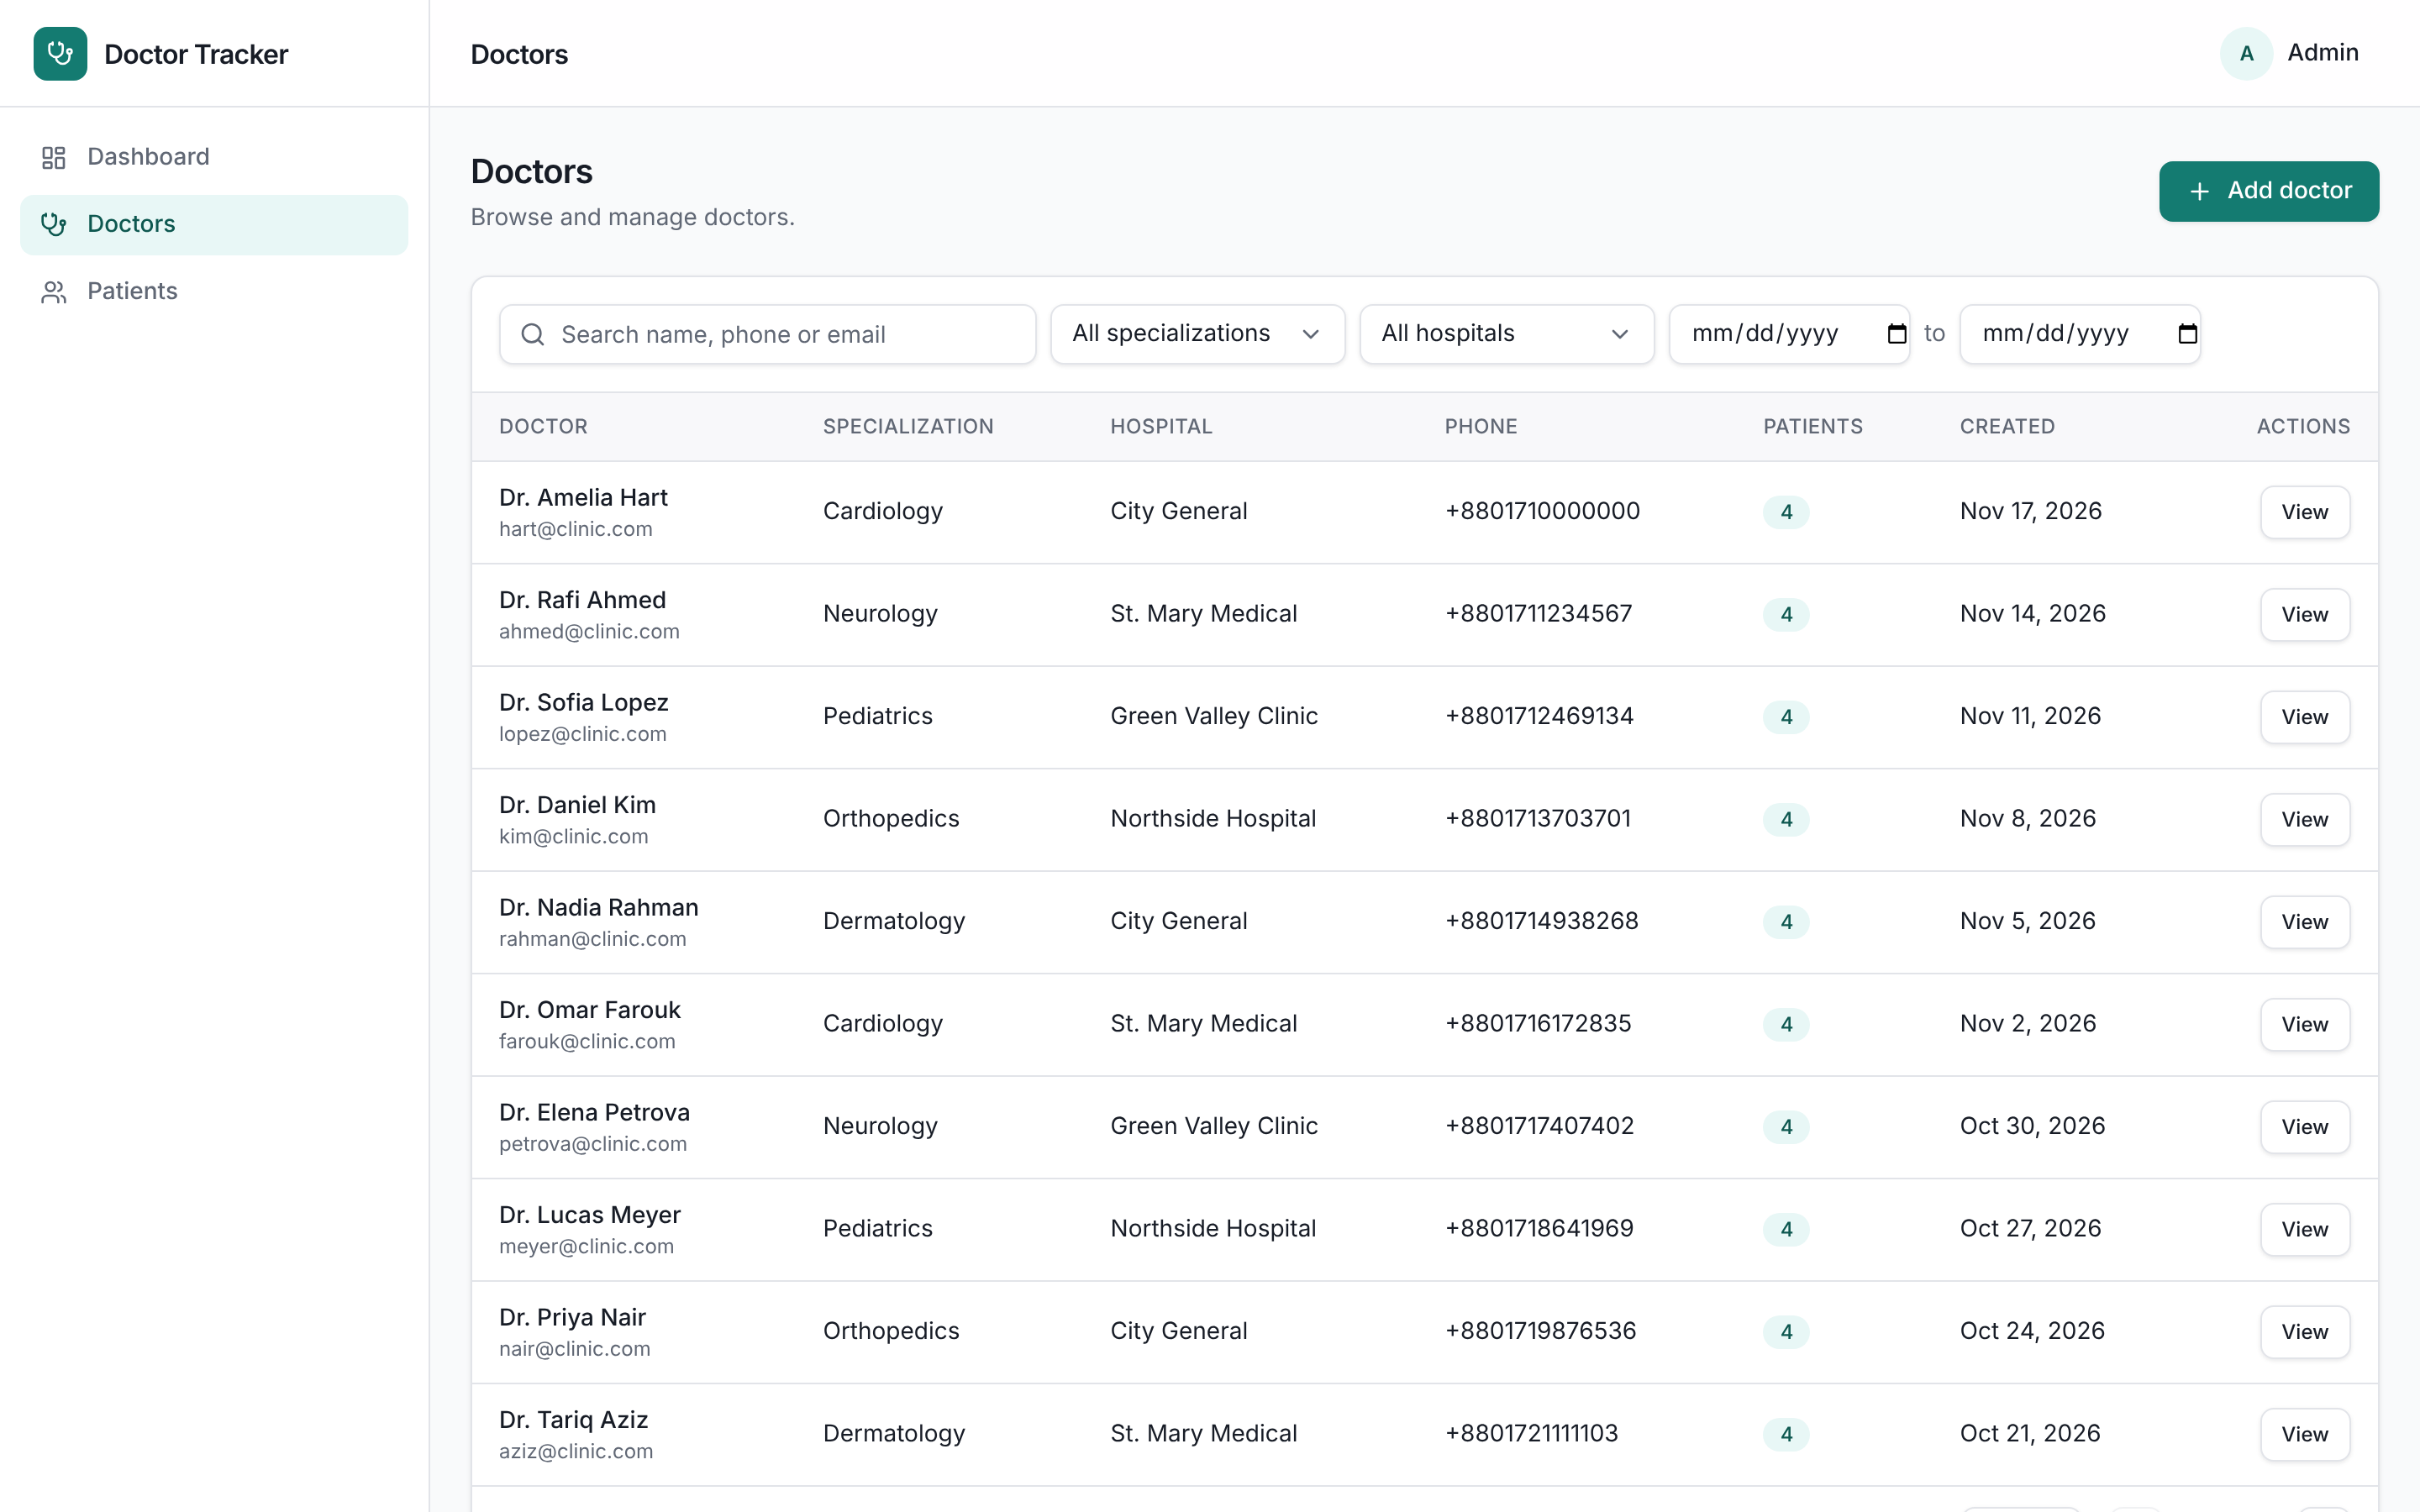 Doctor Tracker
Doctors
A Admin
Dashboard
Doctors
Patients
Doctors
Browse and manage doctors.
Add doctor
Search name, phone or email All specializations All hospitals mm/dd/yyyy to mm/dd/yyyy
DOCTOR SPECIALIZATION HOSPITAL PHONE PATIENTS CREATED ACTIONS
Dr. Amelia Hart
hart@clinic.com
Cardiology City General +8801710000000 4 Nov 17, 2026 View
Dr. Rafi Ahmed
ahmed@clinic.com
Neurology St. Mary Medical +8801711234567 4 Nov 14, 2026 View
Dr. Sofia Lopez
lopez@clinic.com
Pediatrics Green Valley Clinic +8801712469134 4 Nov 11, 2026 View
Dr. Daniel Kim
kim@clinic.com
Orthopedics Northside Hospital +8801713703701 4 Nov 8, 2026 View
Dr. Nadia Rahman
rahman@clinic.com
Dermatology City General +8801714938268 4 Nov 5, 2026 View
Dr. Omar Farouk
farouk@clinic.com
Cardiology St. Mary Medical +8801716172835 4 Nov 2, 2026 View
Dr. Elena Petrova
petrova@clinic.com
Neurology Green Valley Clinic +8801717407402 4 Oct 30, 2026 View
Dr. Lucas Meyer
meyer@clinic.com
Pediatrics Northside Hospital +8801718641969 4 Oct 27, 2026 View
Dr. Priya Nair
nair@clinic.com
Orthopedics City General +8801719876536 4 Oct 24, 2026 View
Dr. Tariq Aziz
aziz@clinic.com
Dermatology St. Mary Medical +8801721111103 4 Oct 21, 2026 View